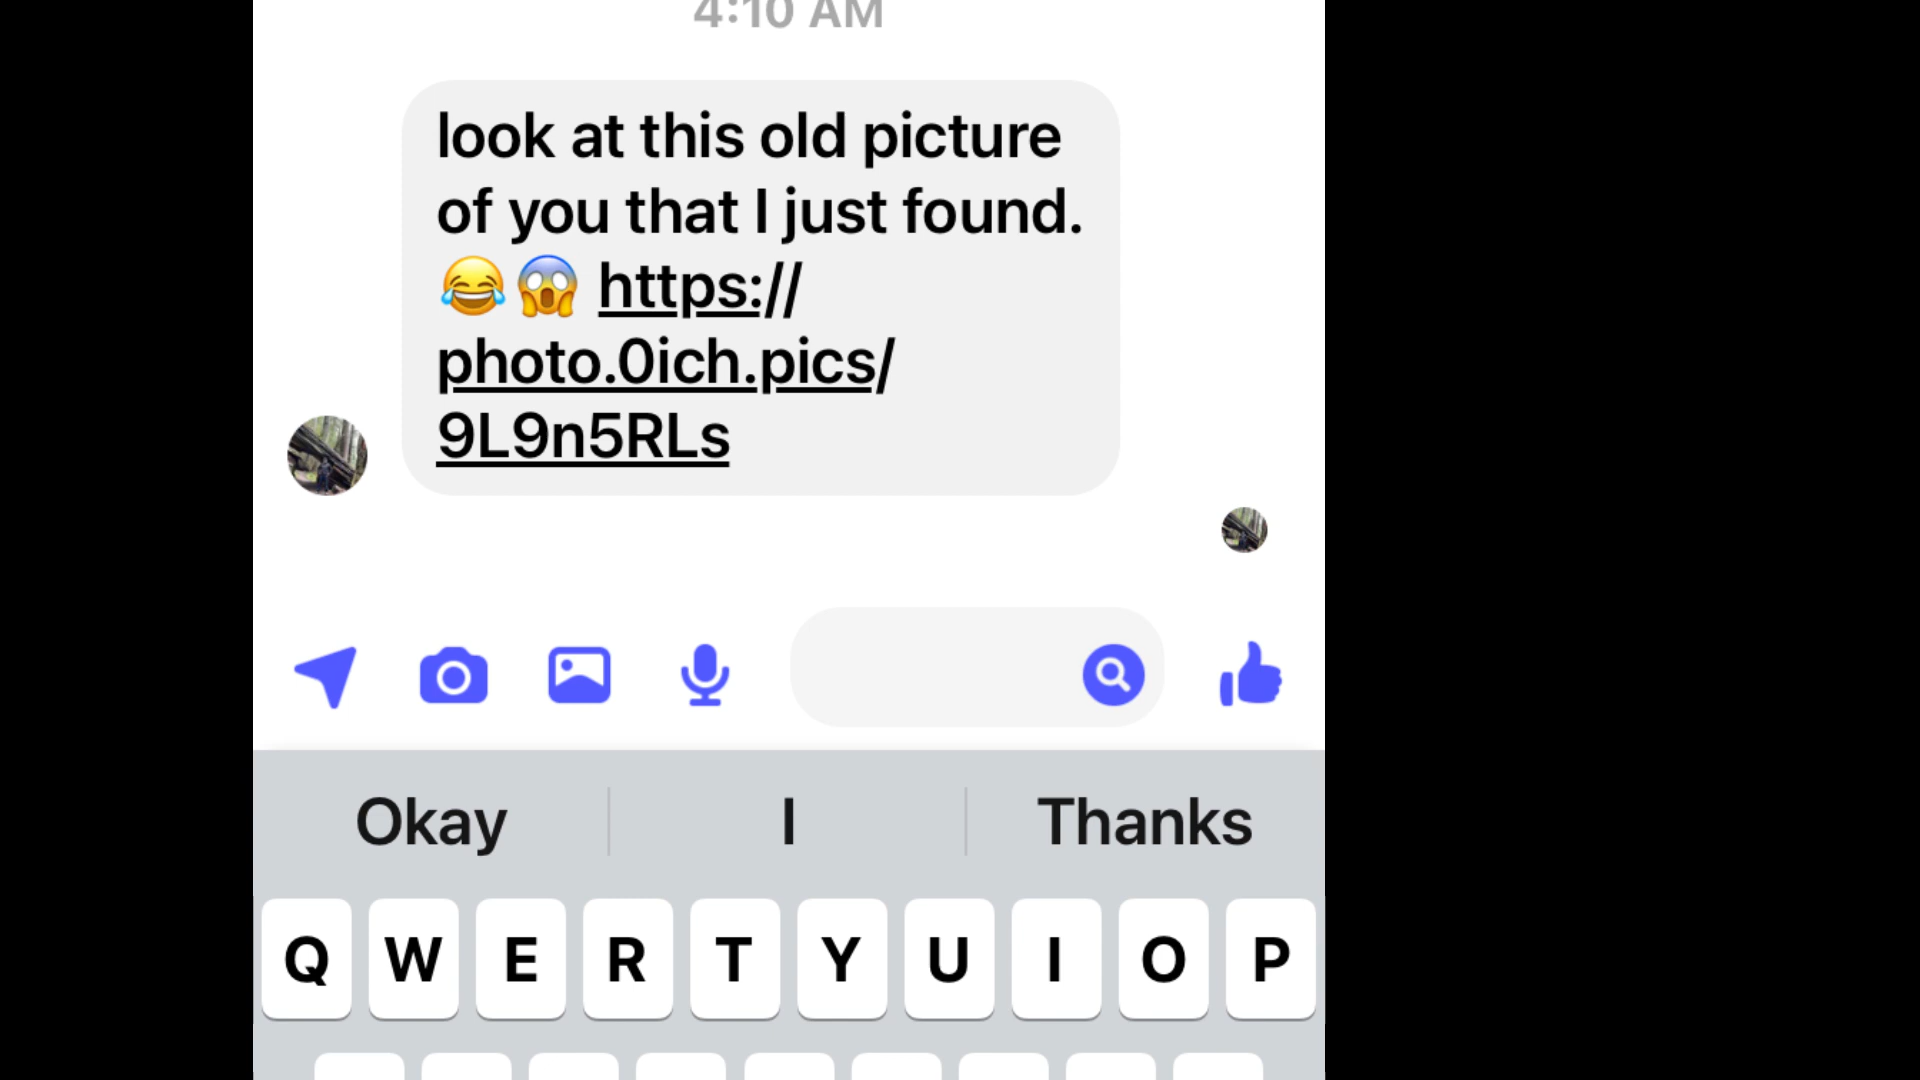 4:10 AM
look at this old picture
of you that I just found.
😂😱 https://
photo.0ich.pics/
9L9n5RLs
Okay I Thanks
Q W E R T Y U I O P